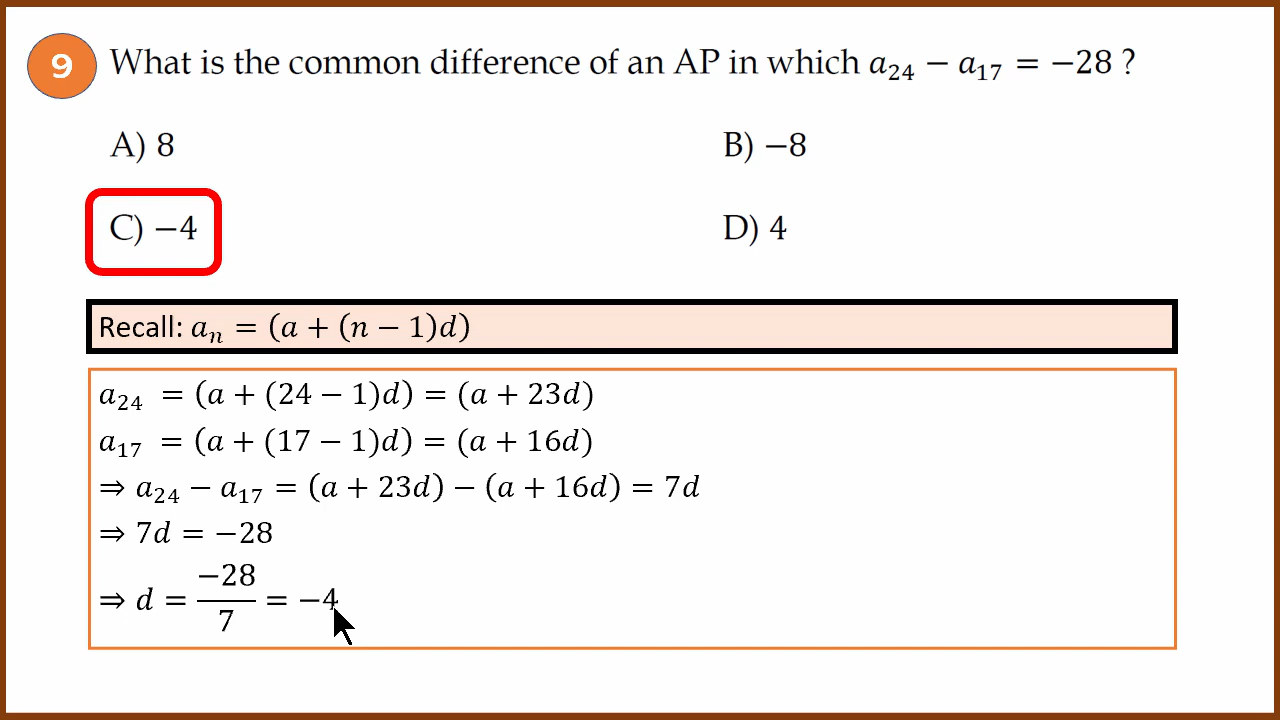 9 What is the common difference of an AP in which a₂₄ − a₁₇ = −28 ?
A) 8 B) −8
C) −4 D) 4
Recall: aₙ = (a + (n − 1)d)
a₂₄ = (a + (24 − 1)d) = (a + 23d)
a₁₇ = (a + (17 − 1)d) = (a + 16d)
⇒ a₂₄ − a₁₇ = (a + 23d) − (a + 16d) = 7d
⇒ 7d = −28
⇒ d = −28/7 = −4